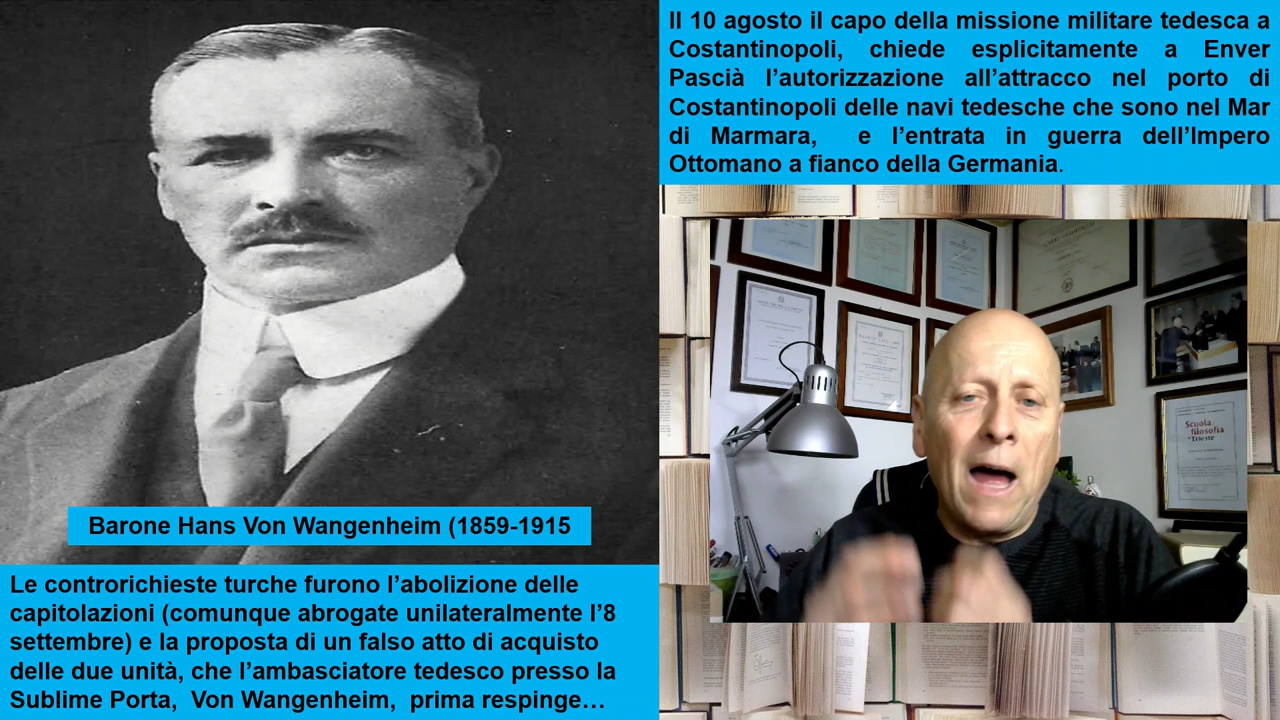 Il 10 agosto il capo della missione militare tedesca a
Costantinopoli, chiede esplicitamente a Enver
Pascià l’autorizzazione all’attracco nel porto di
Costantinopoli delle navi tedesche che sono nel Mar
di Marmara, e l’entrata in guerra dell’Impero
Ottomano a fianco della Germania.
Barone Hans Von Wangenheim (1859-1915
Le controrichieste turche furono l’abolizione delle
capitolazioni (comunque abrogate unilateralmente l’8
settembre) e la proposta di un falso atto di acquisto
delle due unità, che l’ambasciatore tedesco presso la
Sublime Porta, Von Wangenheim, prima respinge…
Scuola
filosofia
Trieste